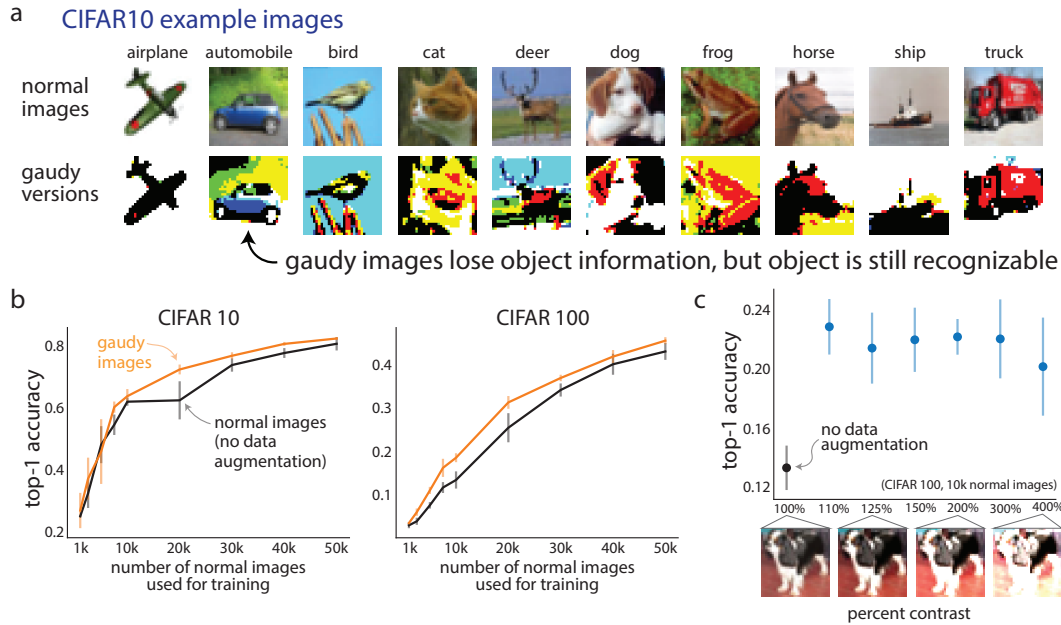 a
CIFAR10 example images
airplane automobile bird cat deer dog frog horse ship truck
normal
images
gaudy
versions
gaudy images lose object information, but object is still recognizable
b
CIFAR 10
gaudy
images
normal images
(no data
augmentation)
top-1 accuracy
0.8
0.6
0.4
0.2
1k 10k 20k 30k 40k 50k
number of normal images
used for training
CIFAR 100
0.4
0.3
0.2
0.1
1k 10k 20k 30k 40k 50k
number of normal images
used for training
c
0.24
0.20
0.16
0.12
top-1 accuracy
no data
augmentation
(CIFAR 100, 10k normal images)
100% 110% 125% 150% 200% 300% 400%
percent contrast